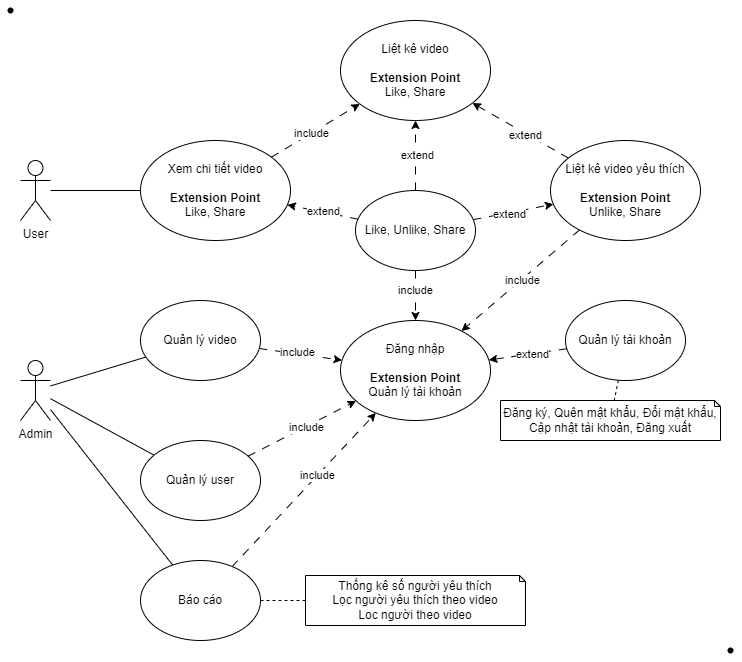 Liệt kê video
Extension Point
Like, Share
include
extend
extend
Xem chi tiết video
Extension Point
Like, Share
Liệt kê video yêu thích
Extension Point
Unlike, Share
User
extend
Like, Unlike, Share
extend
include
include
Quản lý video
include
Đăng nhập
Extension Point
Quản lý tài khoản
extend
Quản lý tài khoản
Đăng ký, Quên mật khẩu, Đổi mật khẩu,
Cập nhật tài khoản, Đăng xuất
Admin
include
Quản lý user
include
Báo cáo
Thống kê số người yêu thích
Lọc người yêu thích theo video
Loc người theo video